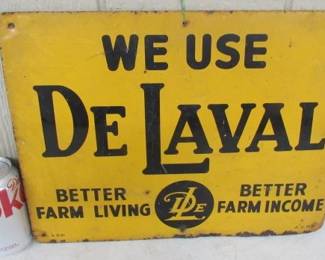 WE USE
DE LAVAL
BETTER BETTER
FARM LIVING FARM INCOME